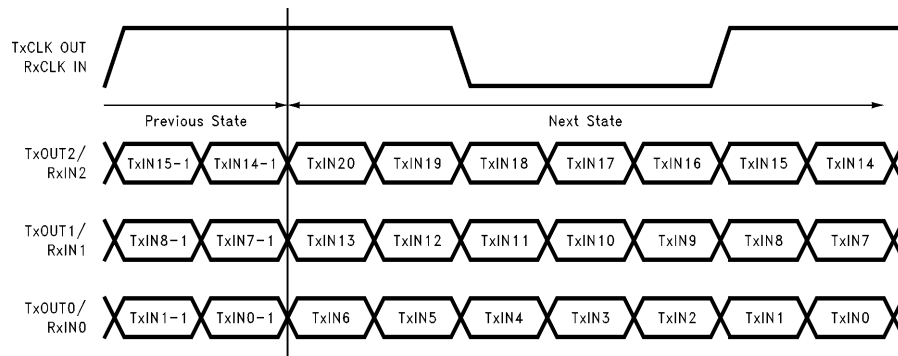 TxCLK OUT
RxCLK IN
Previous State
Next State
TxOUT2/
RxIN2
TxIN15-1 TxIN14-1 TxIN20 TxIN19 TxIN18 TxIN17 TxIN16 TxIN15 TxIN14
TxOUT1/
RxIN1
TxIN8-1 TxIN7-1 TxIN13 TxIN12 TxIN11 TxIN10 TxIN9 TxIN8 TxIN7
TxOUT0/
RxIN0
TxIN1-1 TxIN0-1 TxIN6 TxIN5 TxIN4 TxIN3 TxIN2 TxIN1 TxIN0